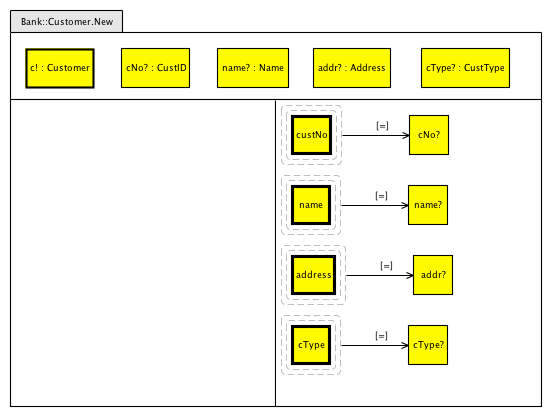 Bank::Customer.New
c! : Customer cNo? : CustID name? : Name addr? : Address cType? : CustType
custNo [=] cNo?
name [=] name?
address [=] addr?
cType [=] cType?